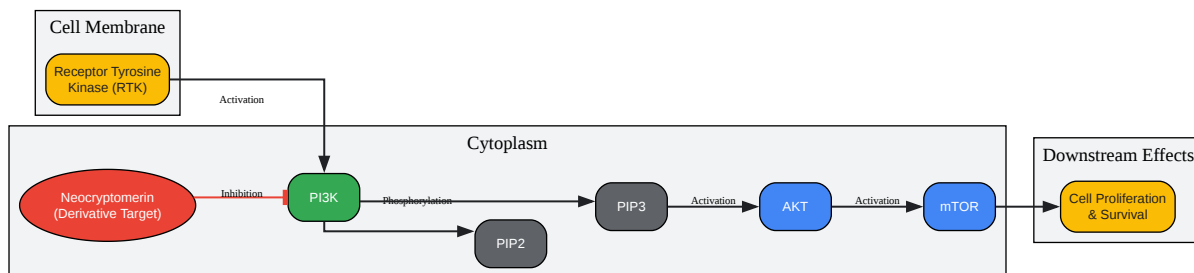 Cell Membrane
Receptor Tyrosine
Kinase (RTK)
Activation
Cytoplasm
Neocryptomerin
(Derivative Target)
Inhibition
PI3K
Phosphorylation
PIP2
PIP3
Activation
AKT
Activation
mTOR
Downstream Effects
Cell Proliferation
& Survival